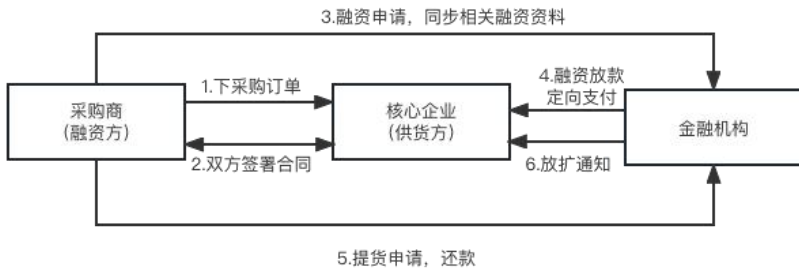 3.融资申请，同步相关融资资料
采购商
（融资方）
1.下采购订单
2.双方签署合同
核心企业
（供货方）
4.融资放款
定向支付
6.放扩通知
金融机构
5.提货申请，还款